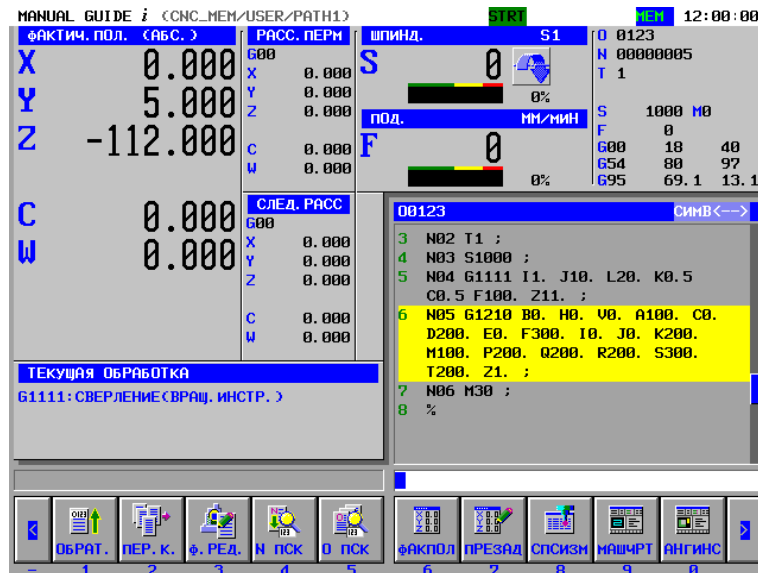 MANUAL GUIDE i (CNC_MEM/USER/PATH1) STRT MEM 12:00:00
ФАКТИЧ. ПОЛ. (АБС.)
X 0.000
Y 5.000
Z -112.000
C 0.000
W 0.000
РАСС. ПЕРМ
G00
X 0.000
Y 0.000
Z 0.000
C 0.000
W 0.000
СЛЕД. РАСС
G00
X 0.000
Y 0.000
Z 0.000
C 0.000
W 0.000
ШПИНД. S1
S 0
0%
ПОД. ММ/МИН
F 0
0%
O 0123
N 00000005
T 1
S 1000 M0
F 0
G00 18 40
G54 80 97
G95 69.1 13.1
ТЕКУЩАЯ ОБРАБОТКА
G1111:СВЕРЛЕНИЕ(ВРАЩ. ИНСТР.)
O0123 СИМВ<-->
3 N02 T1 ;
4 N03 S1000 ;
5 N04 G1111 I1. J10. L20. K0.5
C0.5 F100. Z11. ;
6 N05 G1210 B0. H0. V0. A100. C0.
D200. E0. F300. I0. J0. K200.
M100. P200. Q200. R200. S300.
T200. Z1. ;
7 N06 M30 ;
8 %
< ОБРАТ. ПЕР. К. Ф. РЕД. N ПСК O ПСК ФАКПОЛ ПРЕЗАД СПСИЗМ МАШЧРТ АНГИНС >
1 2 3 4 5 6 7 8 9 0